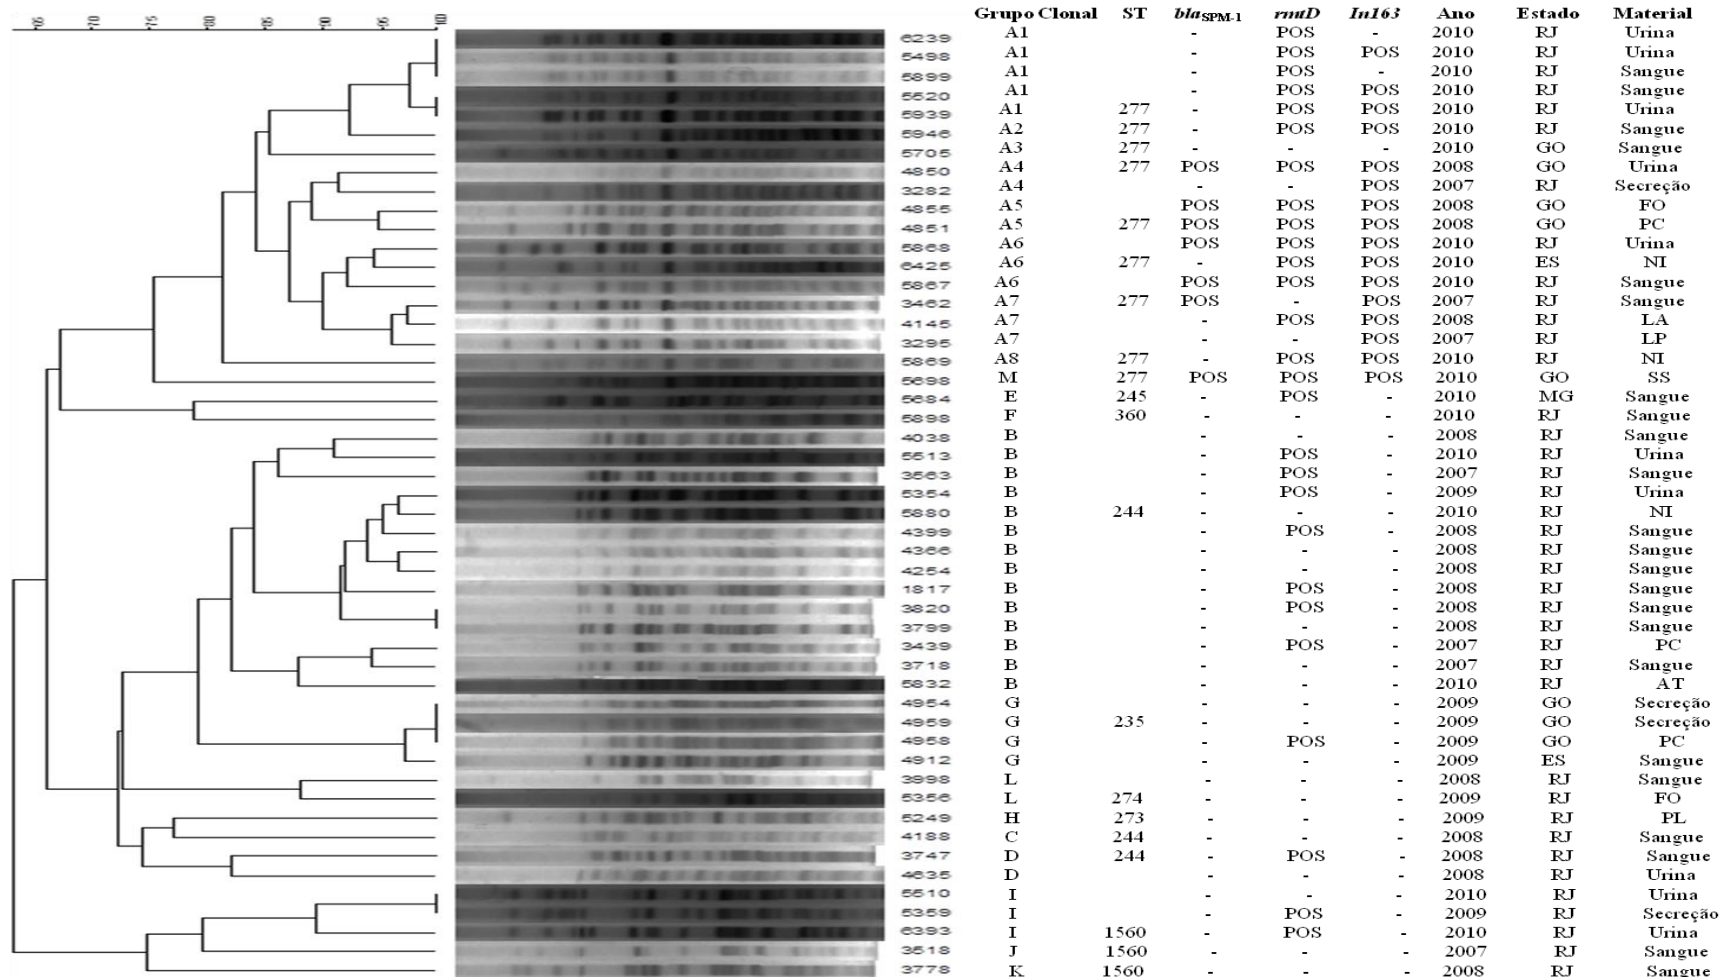 65 70 75 80 85 90 95 100
Grupo Clonal ST blaSPM-1 rmtD In163 Ano Estado Material
6239 A1 - POS - 2010 RJ Urina
5498 A1 - POS POS 2010 RJ Urina
5899 A1 - POS - 2010 RJ Sangue
5520 A1 - POS POS 2010 RJ Sangue
5939 A1 277 - POS POS 2010 RJ Urina
5946 A2 277 - POS POS 2010 RJ Sangue
5705 A3 277 - - - 2010 GO Sangue
4850 A4 277 POS POS POS 2008 GO Urina
3282 A4 - - POS 2007 RJ Secreção
4855 A5 POS POS POS 2008 GO FO
4851 A5 277 POS POS POS 2008 GO PC
5868 A6 POS POS POS 2010 RJ Urina
6425 A6 277 - POS POS 2010 ES NI
5867 A6 POS POS POS 2010 RJ Sangue
3462 A7 277 POS - POS 2007 RJ Sangue
4145 A7 - POS POS 2008 RJ LA
3295 A7 - - POS 2007 RJ LP
5869 A8 277 - POS POS 2010 RJ NI
5698 M 277 POS POS POS 2010 GO SS
5684 E 245 - POS - 2010 MG Sangue
5898 F 360 - - - 2010 RJ Sangue
4038 B - - - 2008 RJ Sangue
5513 B - POS - 2010 RJ Urina
3563 B - POS - 2007 RJ Sangue
5354 B - POS - 2009 RJ Urina
5880 B 244 - - - 2010 RJ NI
4399 B - POS - 2008 RJ Sangue
4366 B - - - 2008 RJ Sangue
4254 B - - - 2008 RJ Sangue
1817 B - POS - 2008 RJ Sangue
3820 B - POS - 2008 RJ Sangue
3799 B - - - 2008 RJ Sangue
3439 B - POS - 2007 RJ PC
3718 B - - - 2007 RJ Sangue
5832 B - - - 2010 RJ AT
4954 G - - - 2009 GO Secreção
4959 G 235 - - - 2009 GO Secreção
4958 G - POS - 2009 GO PC
4912 G - - - 2009 ES Sangue
3998 L - - - 2008 RJ Sangue
5356 L 274 - - - 2009 RJ FO
5249 H 273 - - - 2009 RJ PL
4188 C 244 - - - 2008 RJ Sangue
3747 D 244 - POS - 2008 RJ Sangue
4635 D - - - 2008 RJ Urina
5510 I - - - 2010 RJ Urina
5359 I - POS - 2009 RJ Secreção
6393 I 1560 - POS - 2010 RJ Urina
3518 J 1560 - - - 2007 RJ Sangue
3778 K 1560 - - - 2008 RJ Sangue